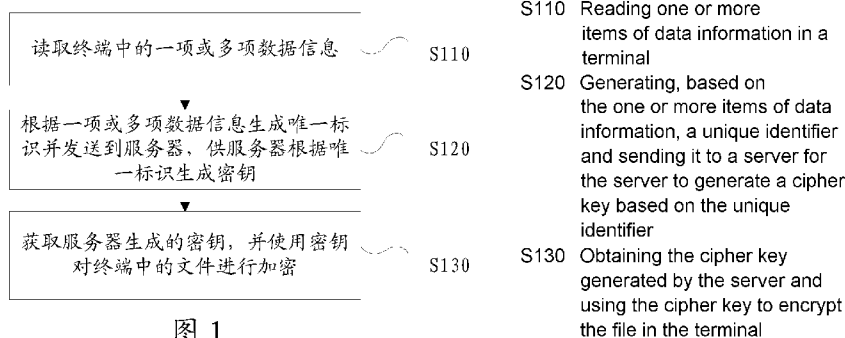 读取终端中的一项或多项数据信息
S110
根据一项或多项数据信息生成唯一标
识并发送到服务器，供服务器根据唯
一标识生成密钥
S120
获取服务器生成的密钥，并使用密钥
对终端中的文件进行加密
S130
图 1
S110 Reading one or more
items of data information in a
terminal
S120 Generating, based on
the one or more items of data
information, a unique identifier
and sending it to a server for
the server to generate a cipher
key based on the unique
identifier
S130 Obtaining the cipher key
generated by the server and
using the cipher key to encrypt
the file in the terminal